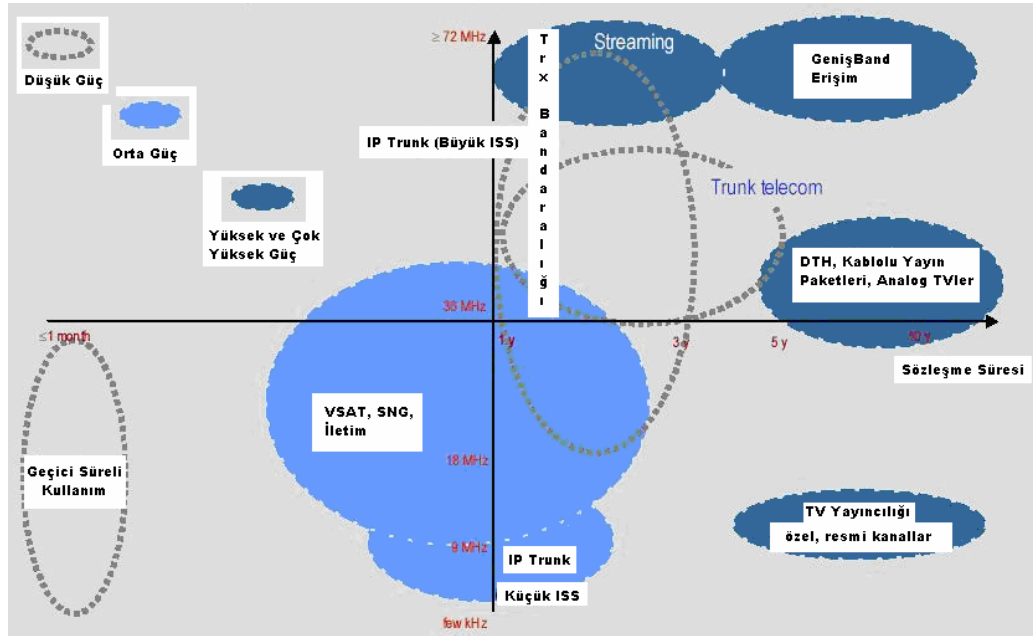 ≥ 72 MHz
Streaming
GenişBand
Erişim
Düşük Güç
Trx Bandaralığı
IP Trunk (Büyük ISS)
Orta Güç
Trunk telecom
Yüksek ve Çok
Yüksek Güç
DTH, Kablolu Yayın
Paketleri, Analog TVler
36 MHz
≤1 month
1 y
3 y
5 y
10 y
Sözleşme Süresi
VSAT, SNG,
İletim
18 MHz
Geçici Süreli
Kullanım
TV Yayıncılığı
özel, resmi kanallar
9 MHz
IP Trunk
Küçük ISS
few kHz